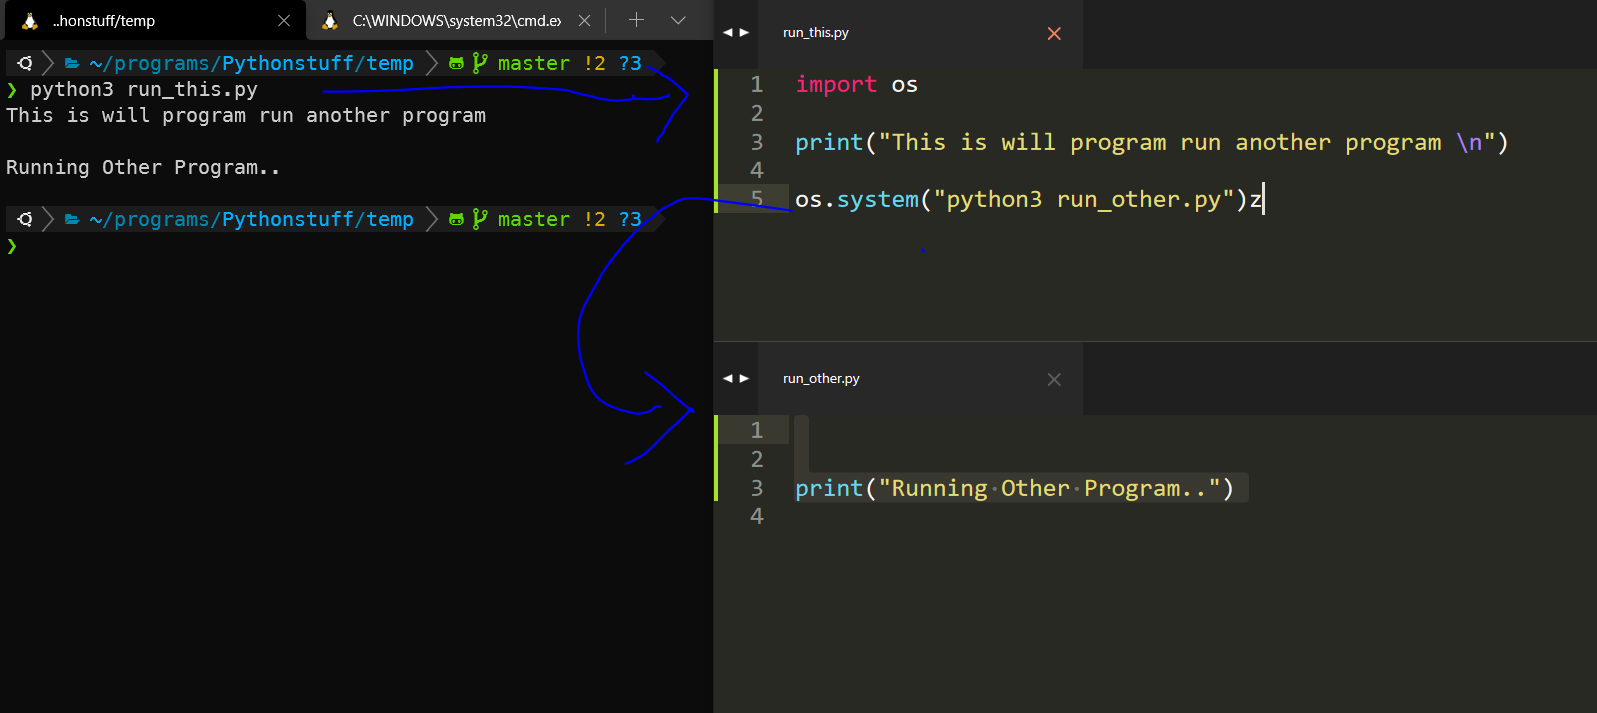 ..honstuff/temp
C:\WINDOWS\system32\cmd.ex
~/programs/Pythonstuff/temp master !2 ?3
❯ python3 run_this.py
This is will program run another program
Running Other Program..
~/programs/Pythonstuff/temp master !2 ?3
❯
run_this.py
1 import os
2
3 print("This is will program run another program \n")
4
5 os.system("python3 run_other.py")z
run_other.py
1
2
3 print("Running Other Program..")
4